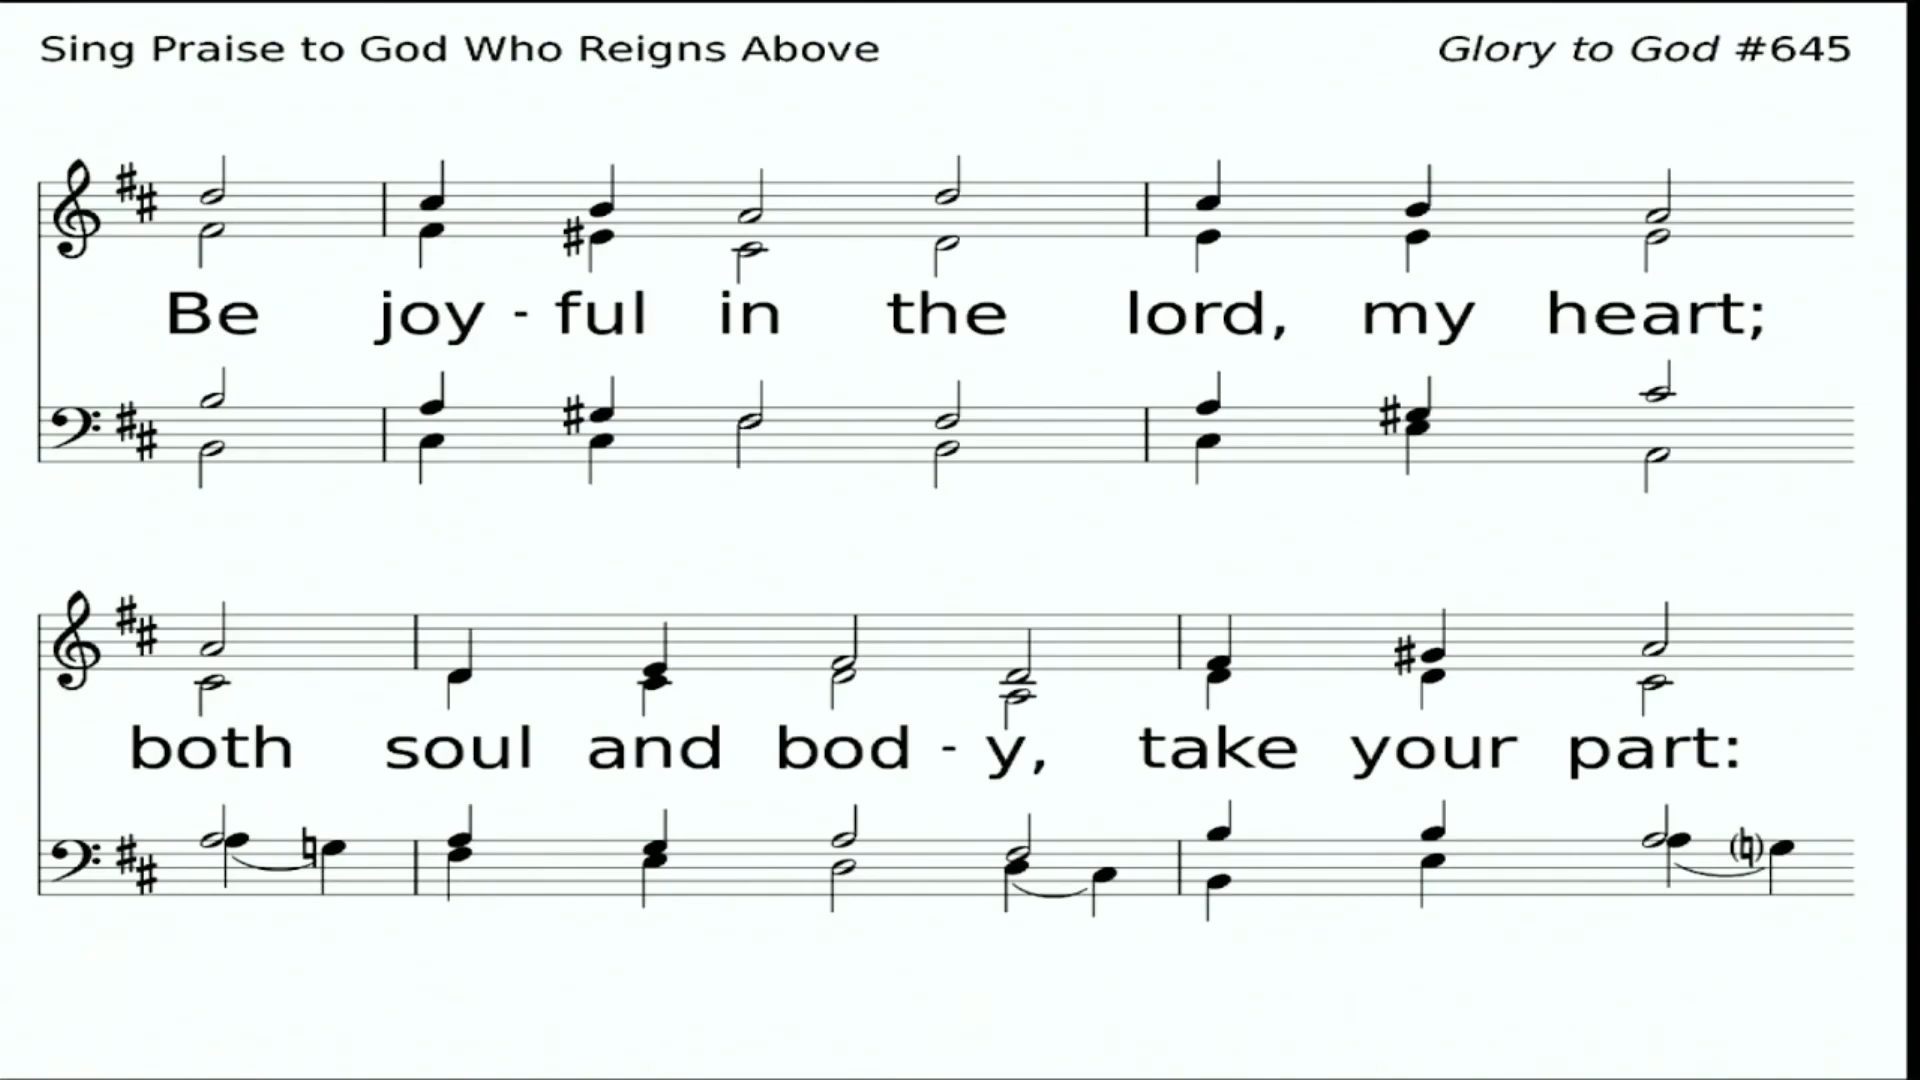 Sing Praise to God Who Reigns Above Glory to God #645
Be joy - ful in the lord, my heart;
both soul and bod - y, take your part: